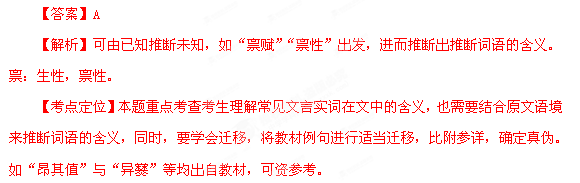 【答案】A
【解析】可由已知推断未知，如“禀赋”“禀性”出发，进而推断出推断词语的含义。
禀：生性，禀性。
【考点定位】本题重点考查考生理解常见文言实词在文中的含义，也需要结合原文语境
来推断词语的含义，同时，要学会迁移，将教材例句进行适当迁移，比附参详，确定真伪。
如“昂其值”与“异爨”等均出自教材，可资参考。